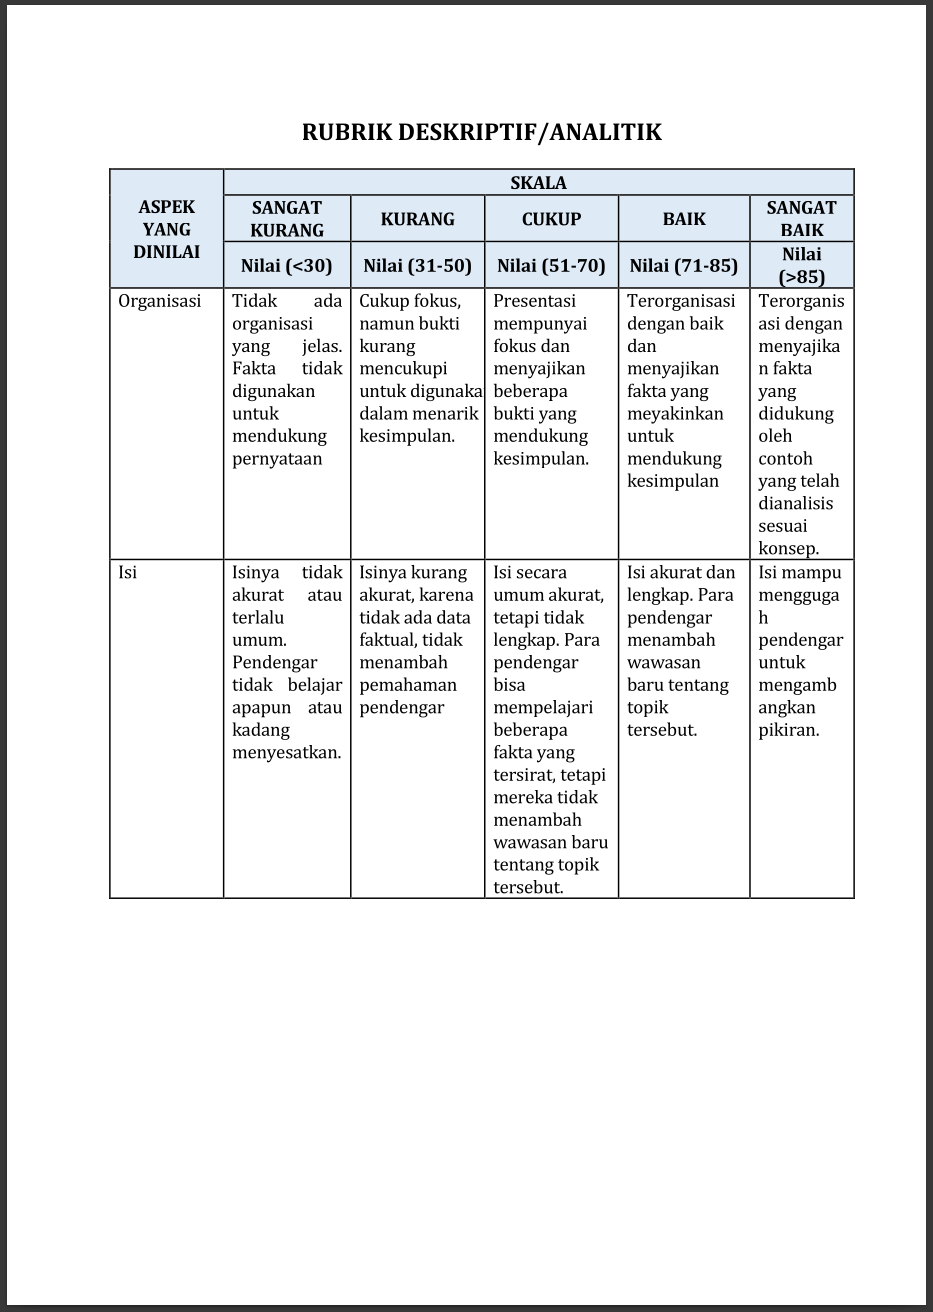 RUBRIK DESKRIPTIF/ANALITIK
ASPEK
YANG
DINILAI
SKALA
SANGAT
KURANG
KURANG
CUKUP
BAIK
SANGAT
BAIK
Nilai (<30)
Nilai (31-50)
Nilai (51-70)
Nilai (71-85)
Nilai
(>85)
Organisasi
Tidak ada
organisasi
yang jelas.
Fakta tidak
digunakan
untuk
mendukung
pernyataan
Cukup fokus,
namun bukti
kurang
mencukupi
untuk digunaka
dalam menarik
kesimpulan.
Presentasi
mempunyai
fokus dan
menyajikan
beberapa
bukti yang
mendukung
kesimpulan.
Terorganisasi
dengan baik
dan
menyajikan
fakta yang
meyakinkan
untuk
mendukung
kesimpulan
Terorganis
asi dengan
menyajika
n fakta
yang
didukung
oleh
contoh
yang telah
dianalisis
sesuai
konsep.
Isi
Isinya tidak
akurat atau
terlalu
umum.
Pendengar
tidak belajar
apapun atau
kadang
menyesatkan.
Isinya kurang
akurat, karena
tidak ada data
faktual, tidak
menambah
pemahaman
pendengar
Isi secara
umum akurat,
tetapi tidak
lengkap. Para
pendengar
bisa
mempelajari
beberapa
fakta yang
tersirat, tetapi
mereka tidak
menambah
wawasan baru
tentang topik
tersebut.
Isi akurat dan
lengkap. Para
pendengar
menambah
wawasan
baru tentang
topik
tersebut.
Isi mampu
mengguga
h
pendengar
untuk
mengamb
angkan
pikiran.